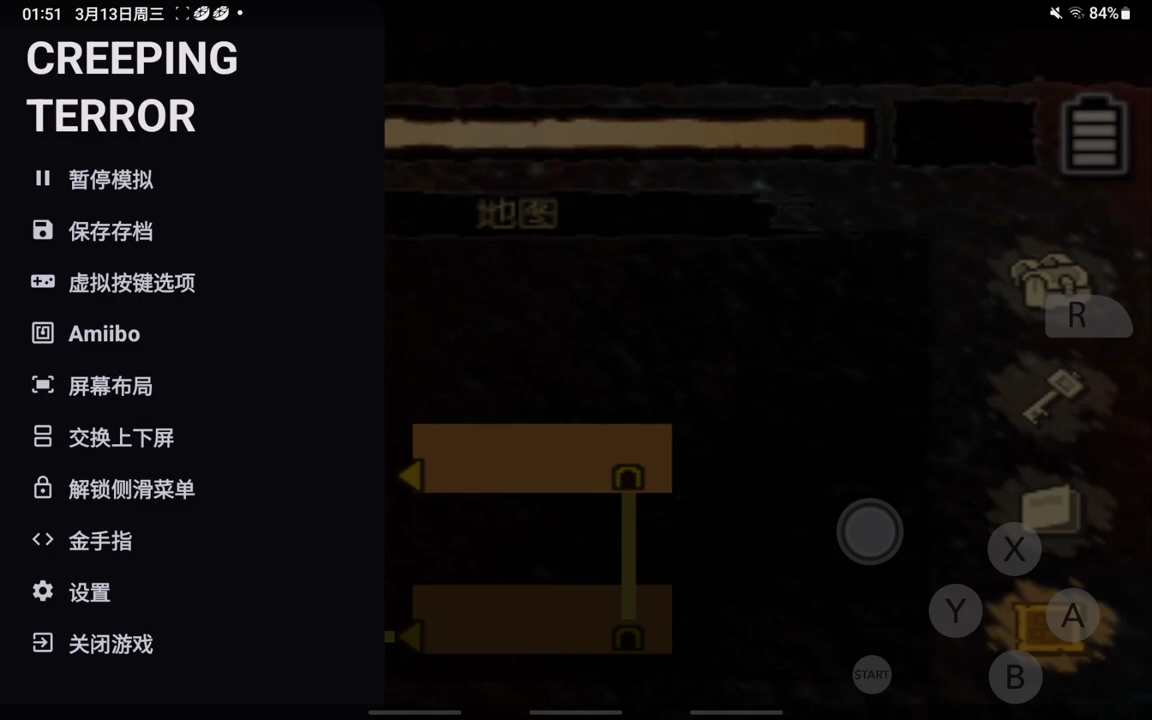 01:51 3月13日周三
84%
CREEPING
TERROR
暂停模拟
保存存档
虚拟按键选项
Amiibo
屏幕布局
交换上下屏
解锁侧滑菜单
金手指
设置
关闭游戏
地图
R
X
Y
A
B
START